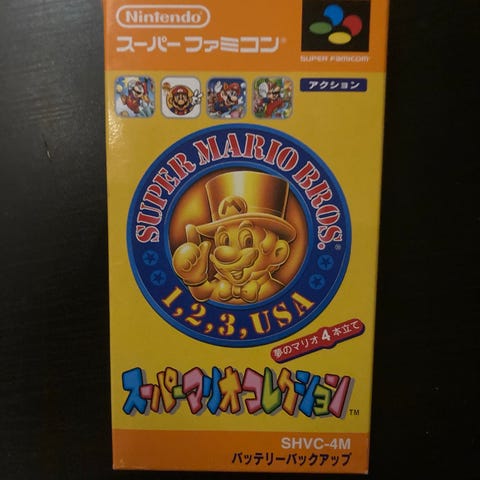 Nintendo
スーパーファミコン®
SUPER FAMICOM
アクション
SUPER MARIO BROS.®
1,2,3,USA
夢のマリオ4本立て
スーパーマリオコレクション™
SHVC-4M
バッテリーバックアップ